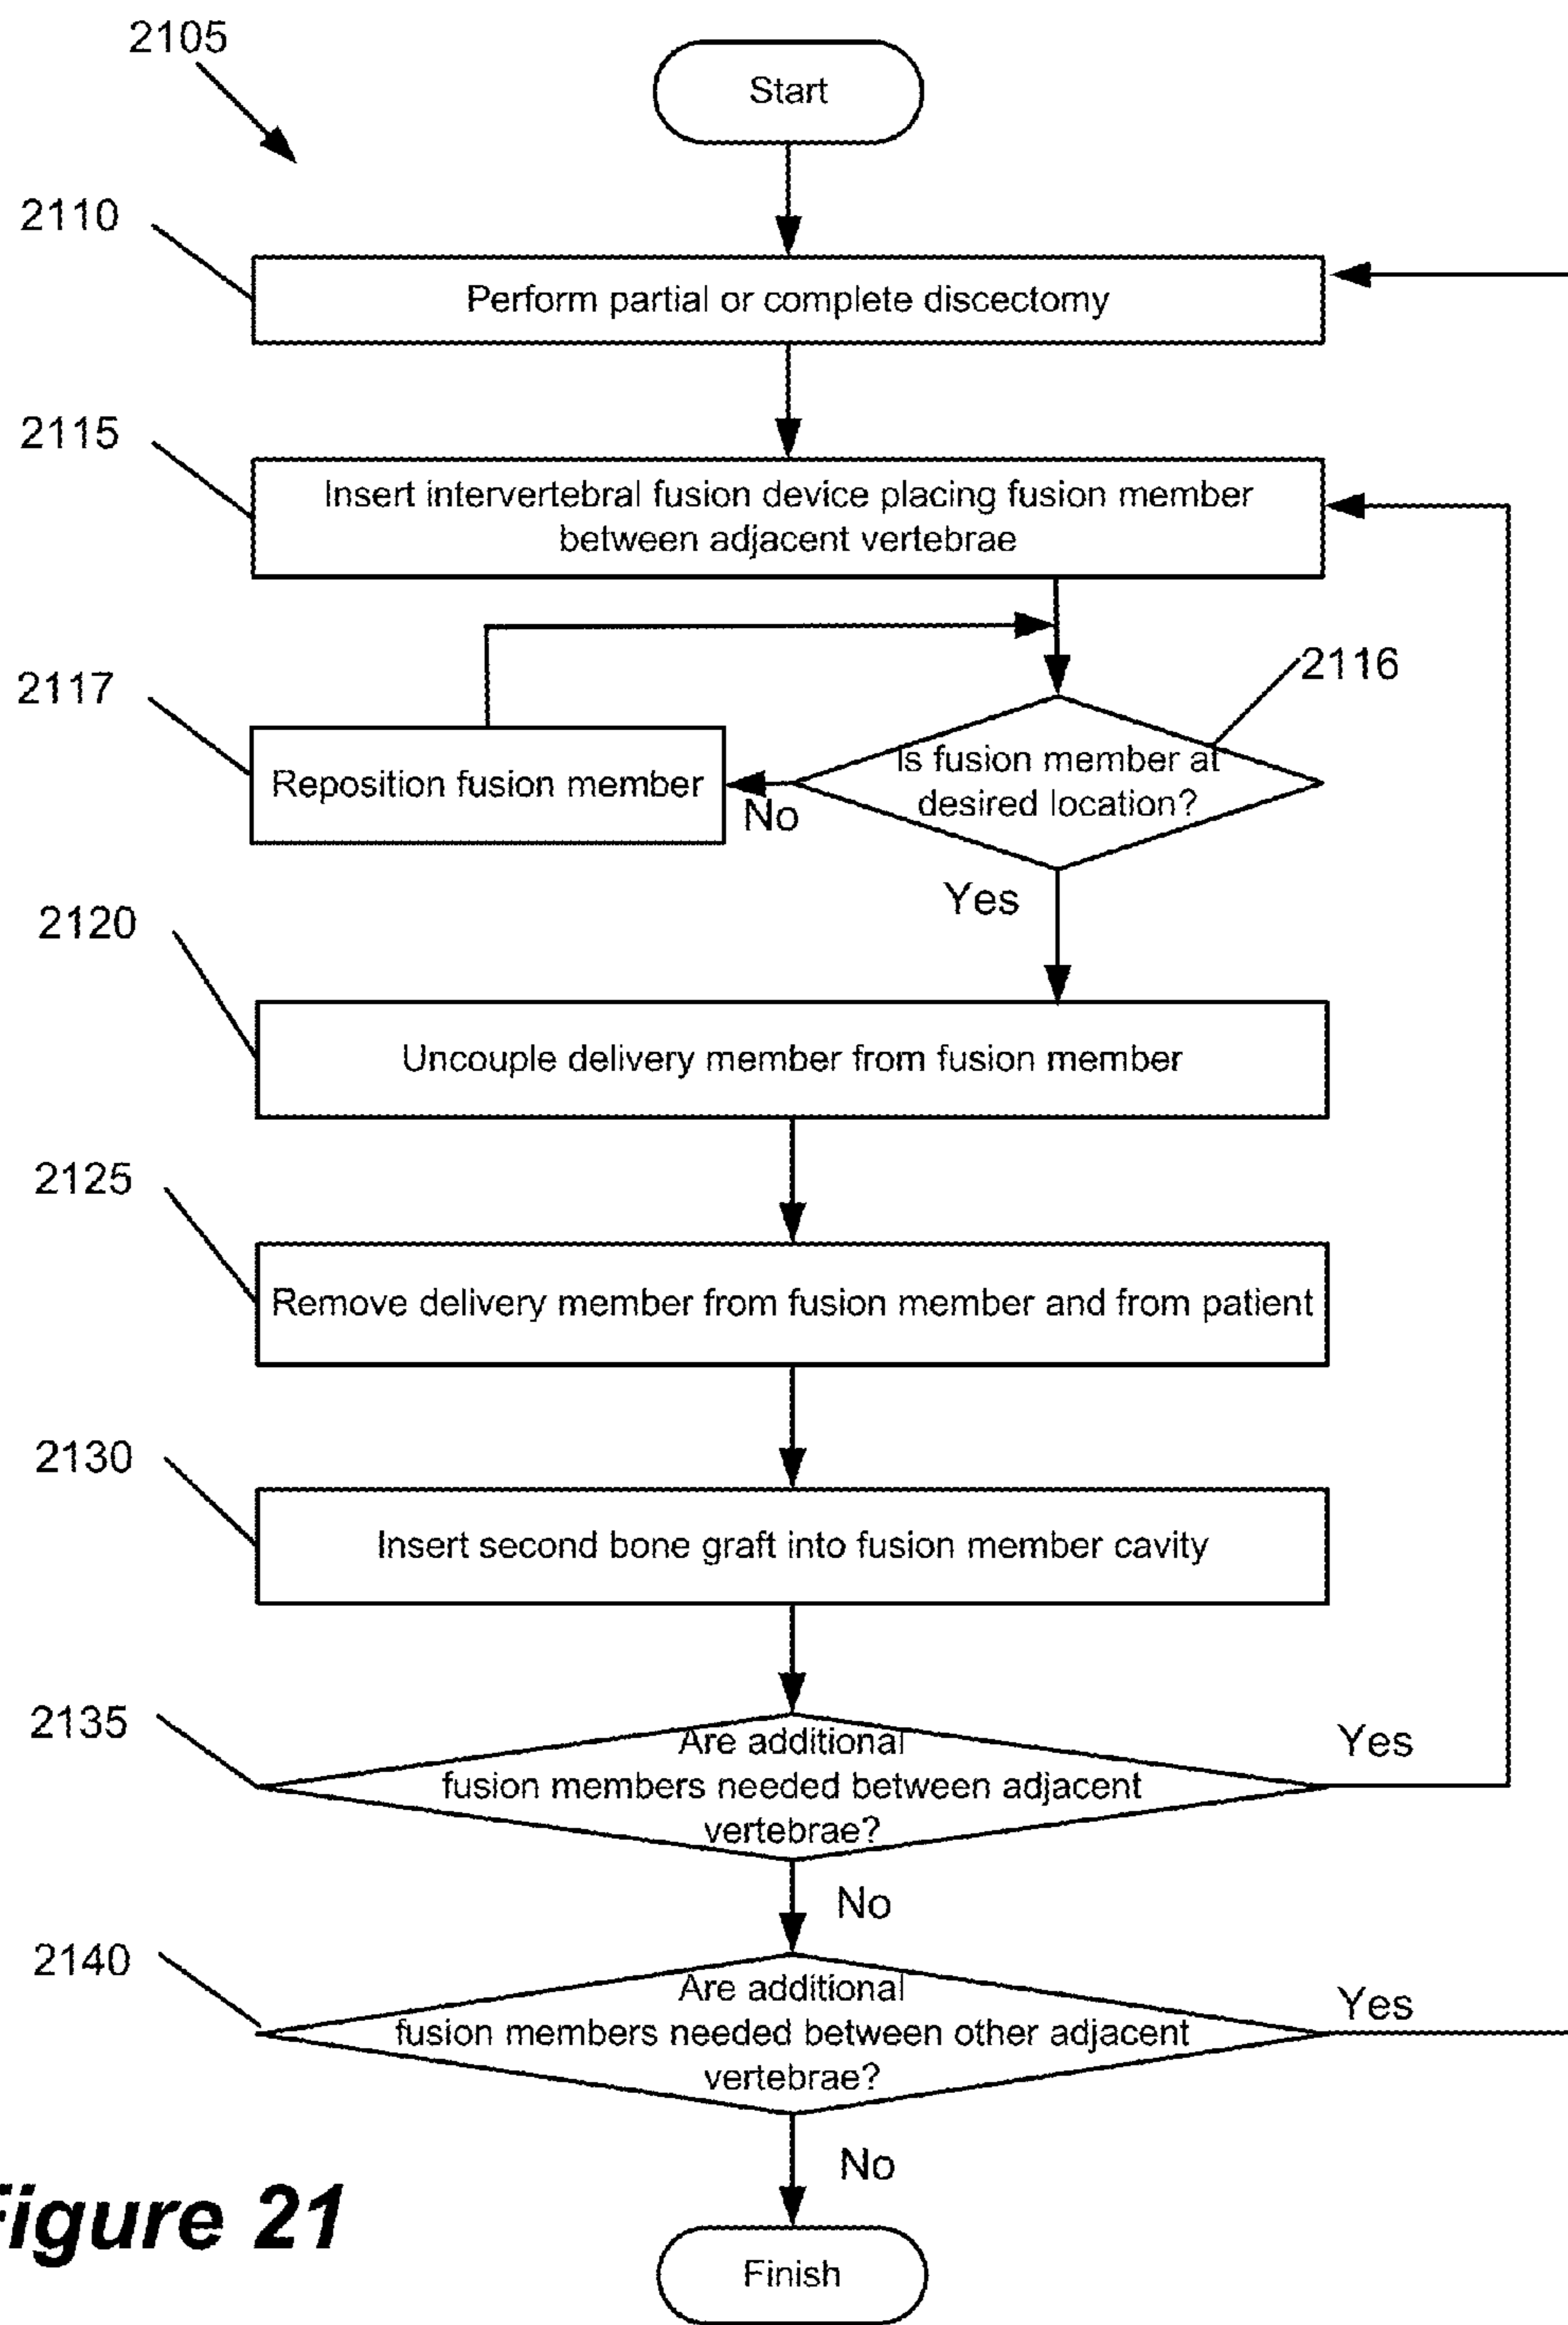 2105
Start
2110
Perform partial or complete discectomy
2115
Insert intervertebral fusion device placing fusion member
between adjacent vertebrae
2116
2117
Reposition fusion member
No
Is fusion member at
desired location?
Yes
2120
Uncouple delivery member from fusion member
2125
Remove delivery member from fusion member and from patient
2130
Insert second bone graft into fusion member cavity
2135
Are additional
fusion members needed between adjacent
vertebrae?
Yes
No
2140
Are additional
fusion members needed between other adjacent
vertebrae?
Yes
No
Figure 21
Finish